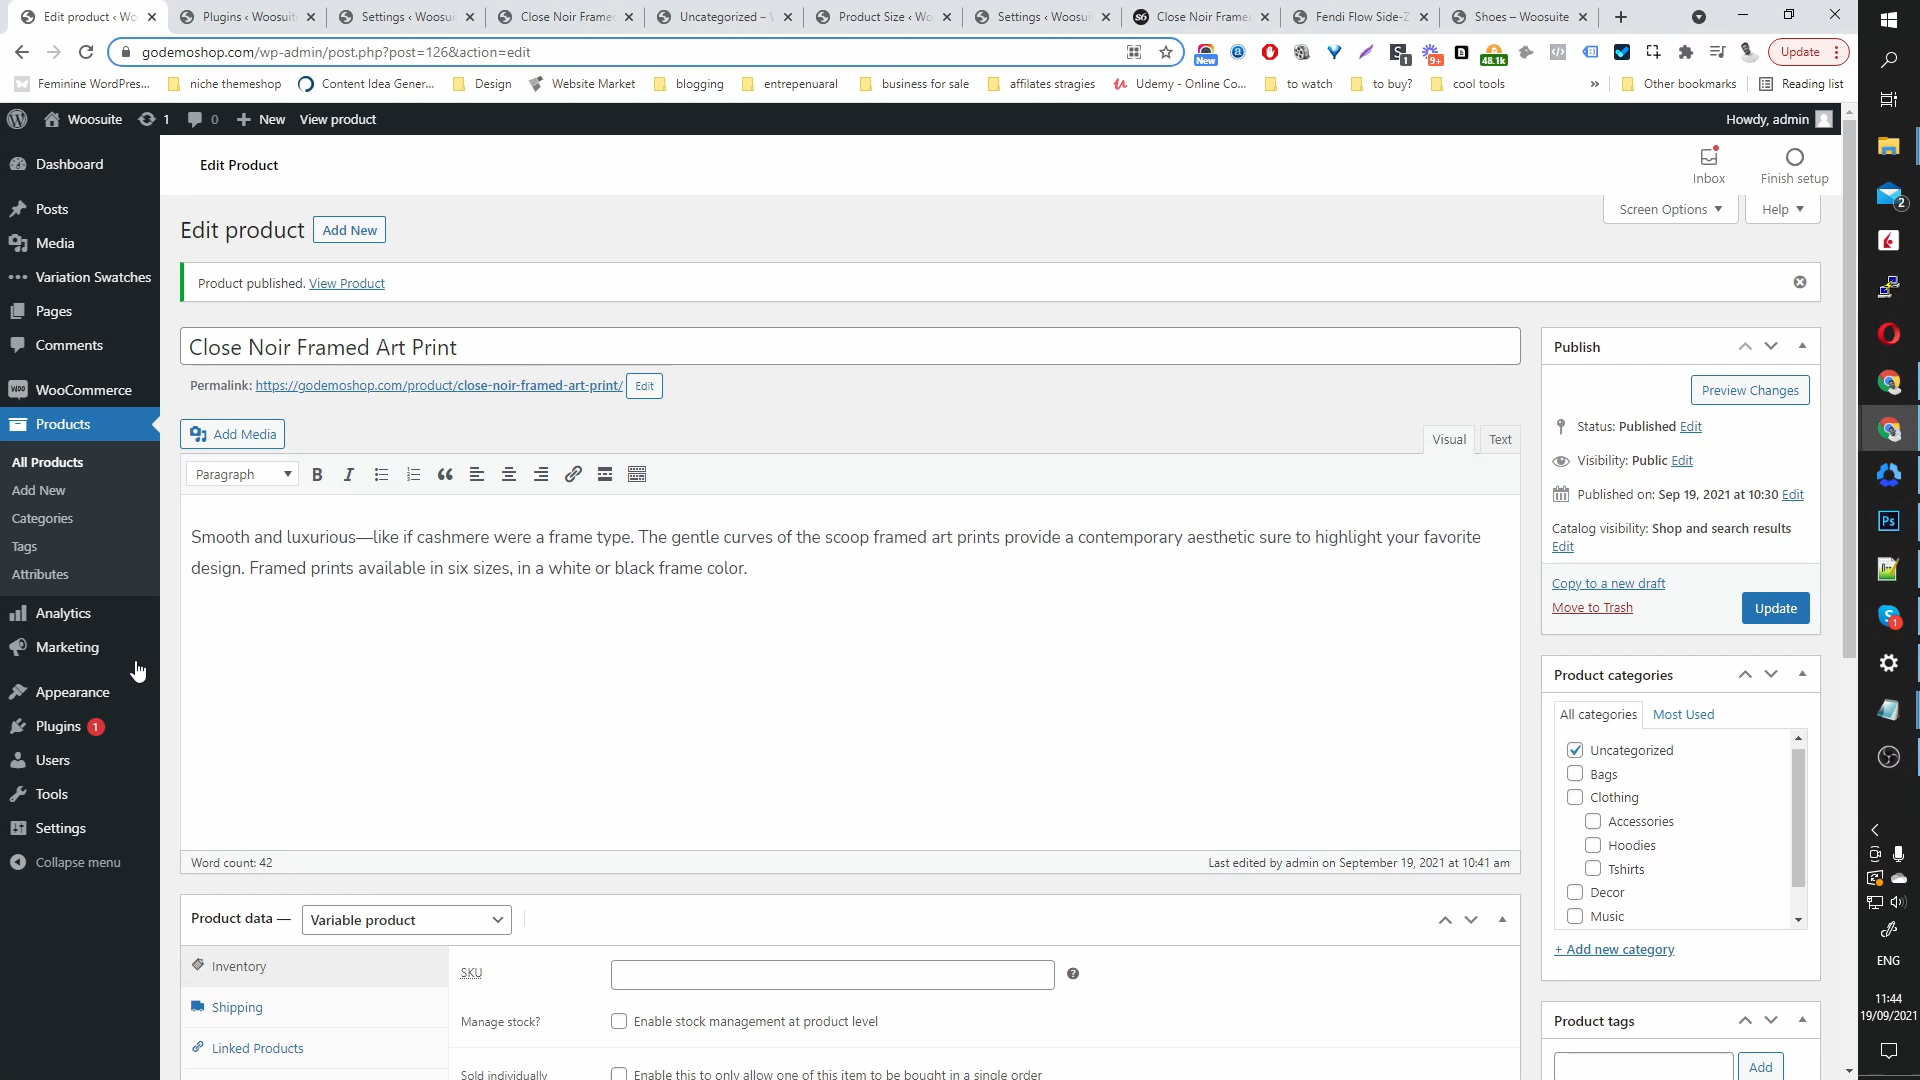 Edit product ‹ Wo
Plugins ‹ Woosuit
Settings ‹ Woosui
Close Noir Frame
Uncategorized –
Product Size ‹ Wo
Settings ‹ Woosui
Close Noir Frame
Fendi Flow Side-Z
Shoes – Woosuite
godemoshop.com/wp-admin/post.php?post=126&action=edit
New
1
9+
48.1k
Update
Feminine WordPres...
niche themeshop
Content Idea Gener...
Design
Website Market
blogging
entrepenuaral
business for sale
affilates stragies
Udemy - Online Co...
to watch
to buy?
cool tools
»
Other bookmarks
Reading list
Woosuite
1
0
New
View product
Howdy, admin
Dashboard
Posts
Media
Variation Swatches
Pages
Comments
WooCommerce
Products
All Products
Add New
Categories
Tags
Attributes
Analytics
Marketing
Appearance
Plugins 1
Users
Tools
Settings
Collapse menu
Edit Product
Inbox
Finish setup
Screen Options
Help
Edit product
Add New
Product published. View Product
Close Noir Framed Art Print
Permalink: https://godemoshop.com/product/close-noir-framed-art-print/ Edit
Add Media
Visual
Text
Paragraph
Smooth and luxurious—like if cashmere were a frame type. The gentle curves of the scoop framed art prints provide a contemporary aesthetic sure to highlight your favorite
design. Framed prints available in six sizes, in a white or black frame color.
Word count: 42
Last edited by admin on September 19, 2021 at 10:41 am
Product data —
Variable product
Inventory
Shipping
Linked Products
SKU
Manage stock?
Enable stock management at product level
Sold individually
Enable this to only allow one of this item to be bought in a single order
Publish
Preview Changes
Status: Published Edit
Visibility: Public Edit
Published on: Sep 19, 2021 at 10:30 Edit
Catalog visibility: Shop and search results
Edit
Copy to a new draft
Move to Trash
Update
Product categories
All categories
Most Used
Uncategorized
Bags
Clothing
Accessories
Hoodies
Tshirts
Decor
Music
+ Add new category
Product tags
Add
2
Ps
1
ENG
11:44
19/09/2021